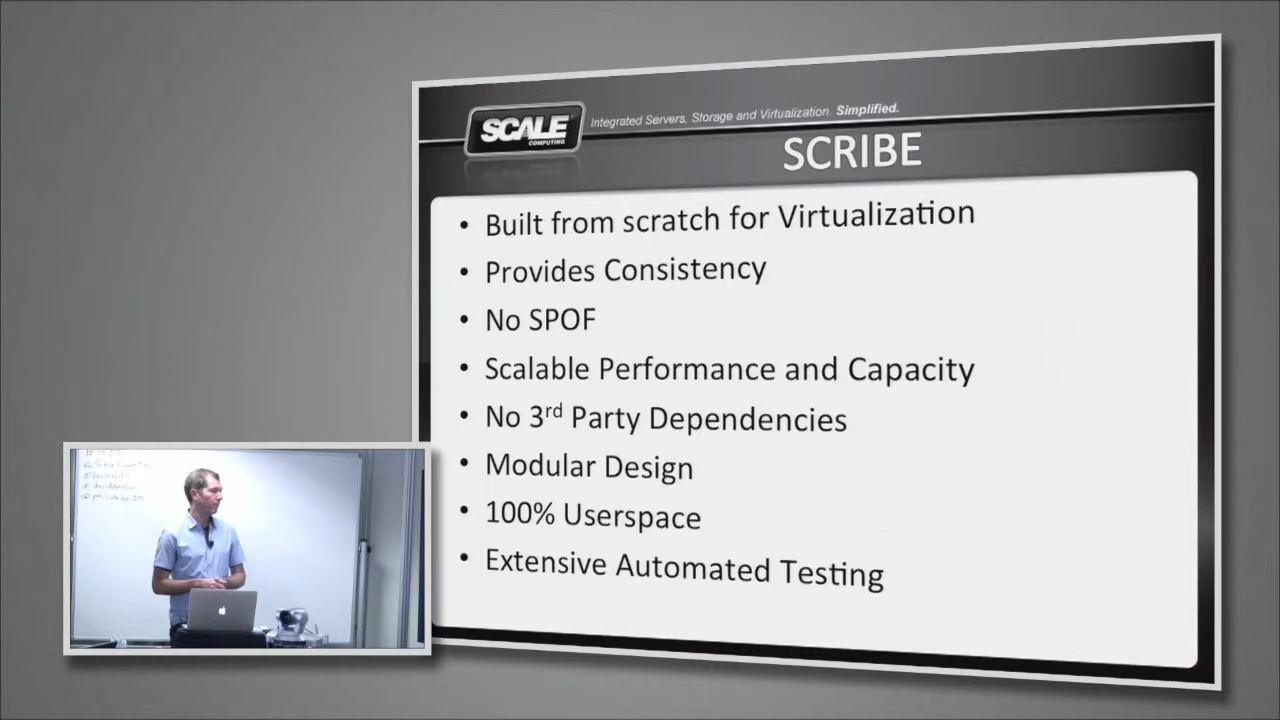 SCALE
COMPUTING
Integrated Servers, Storage and Virtualization. Simplified.
SCRIBE
• Built from scratch for Virtualization
• Provides Consistency
• No SPOF
• Scalable Performance and Capacity
• No 3rd Party Dependencies
• Modular Design
• 100% Userspace
• Extensive Automated Testing